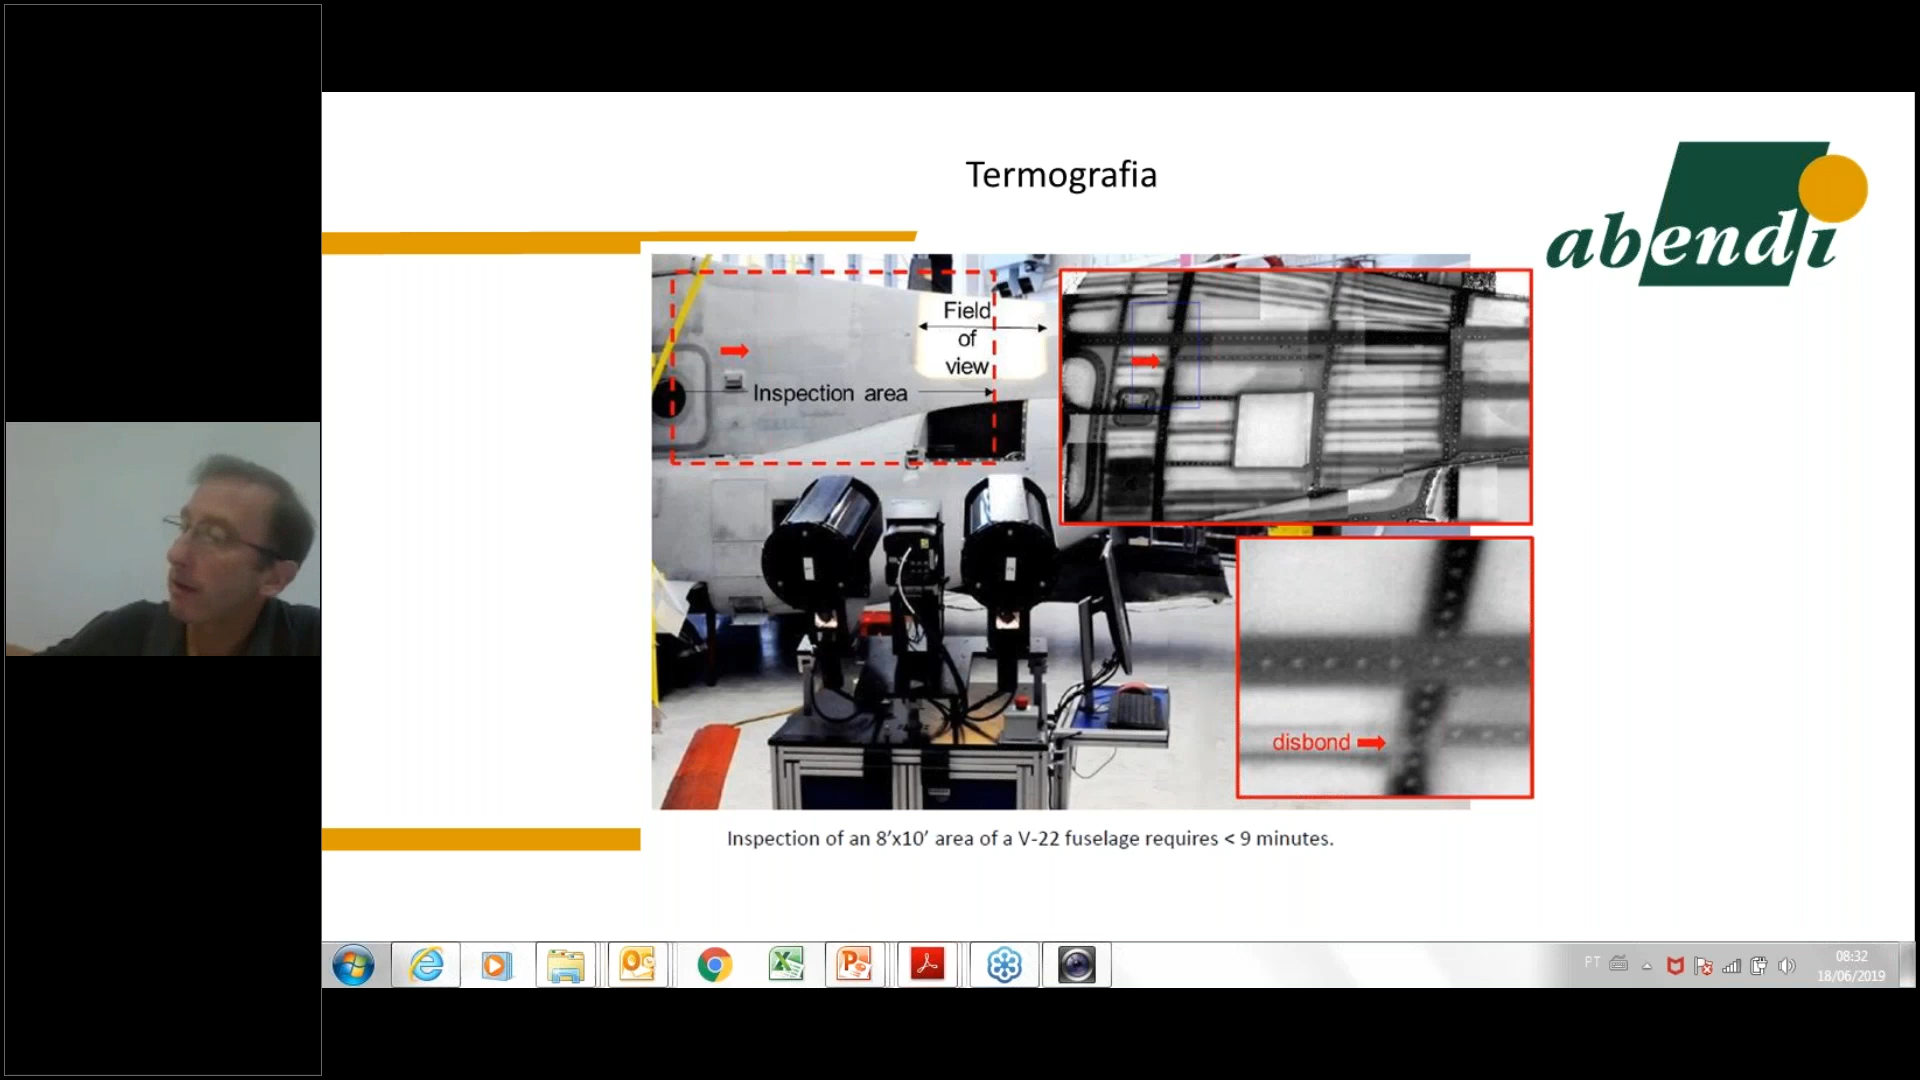 Termografia
abendi
Field
of
view
Inspection area
disbond
Inspection of an 8'x10' area of a V-22 fuselage requires < 9 minutes.
PT
08:32
18/06/2019